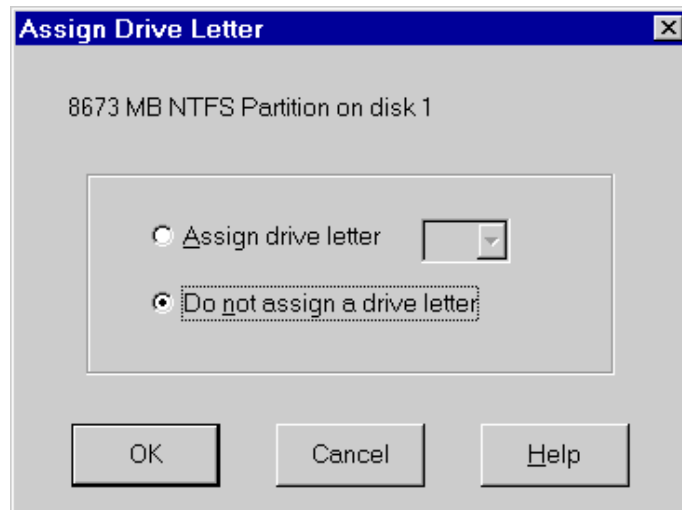 Assign Drive Letter
8673 MB NTFS Partition on disk 1
Assign drive letter
Do not assign a drive letter
OK Cancel Help